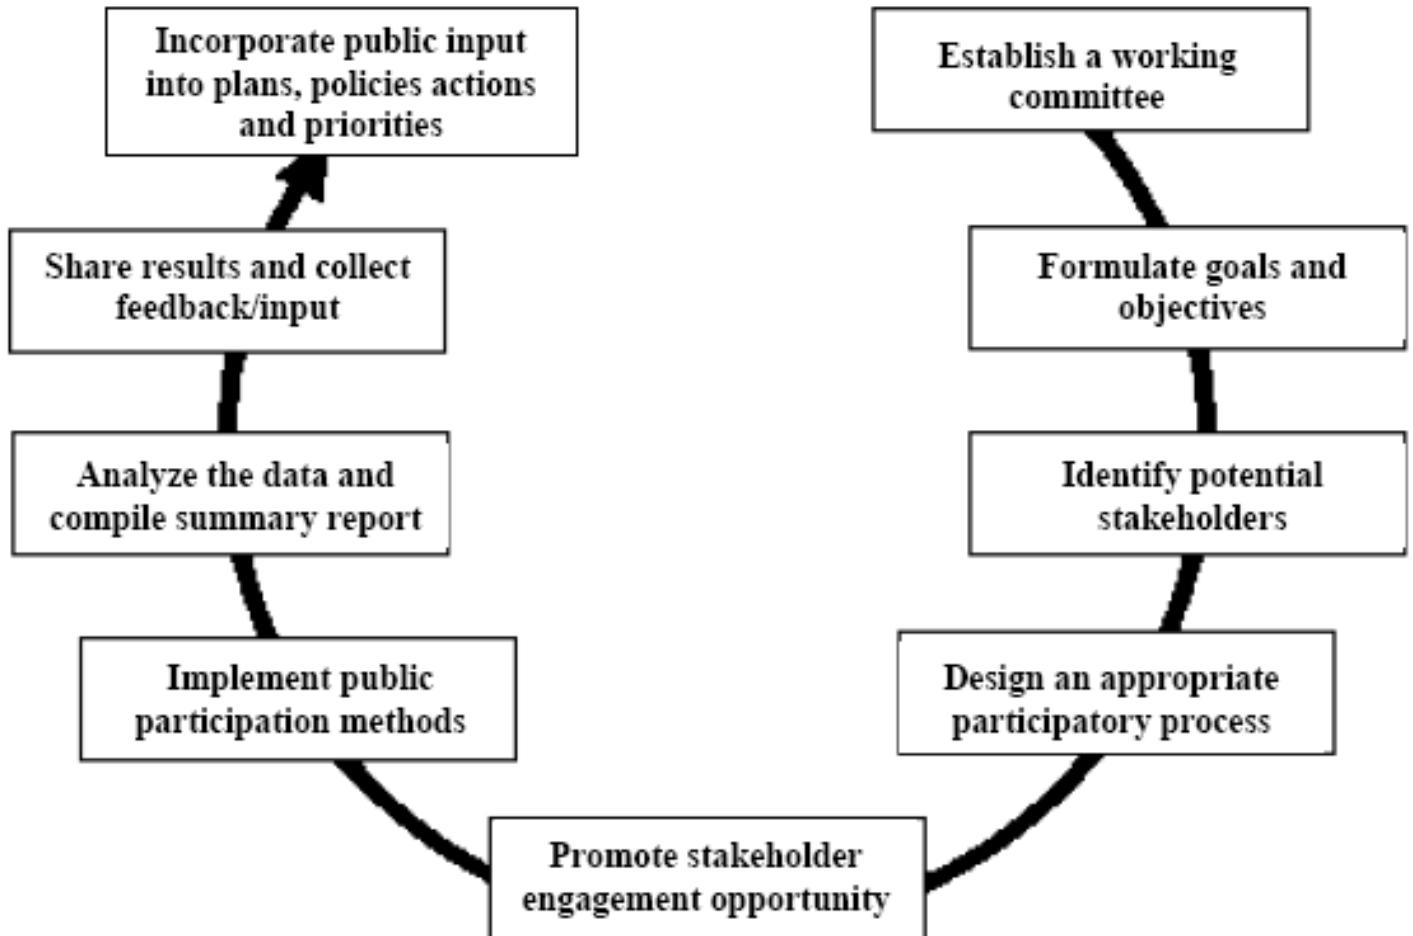 Incorporate public input
into plans, policies actions
and priorities
Establish a working
committee
Share results and collect
feedback/input
Formulate goals and
objectives
Analyze the data and
compile summary report
Identify potential
stakeholders
Implement public
participation methods
Design an appropriate
participatory process
Promote stakeholder
engagement opportunity